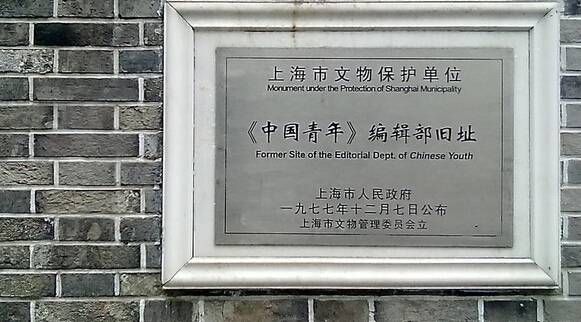 上海市文物保护单位
Monument under the Protection of Shanghai Municipality
《中国青年》编辑部旧址
Former Site of the Editorial Dept. of Chinese Youth
上海市人民政府
一九七七年十二月七日公布
上海市文物管理委员会立